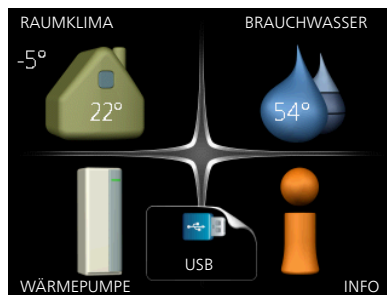 RAUMKLIMA
BRAUCHWASSER
-5°
22°
54°
USB
WÄRMEPUMPE
INFO